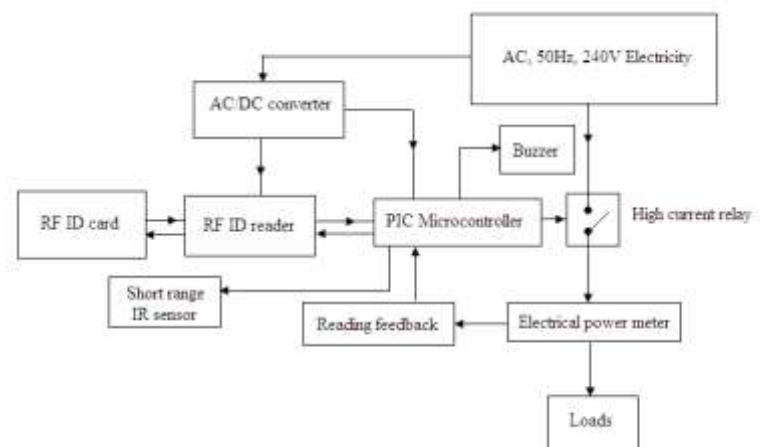 AC, 50Hz, 240V Electricity
AC/DC converter
Buzzer
RF ID card
RF ID reader
PIC Microcontroller
High current relay
Short range
IR sensor
Reading feedback
Electrical power meter
Loads